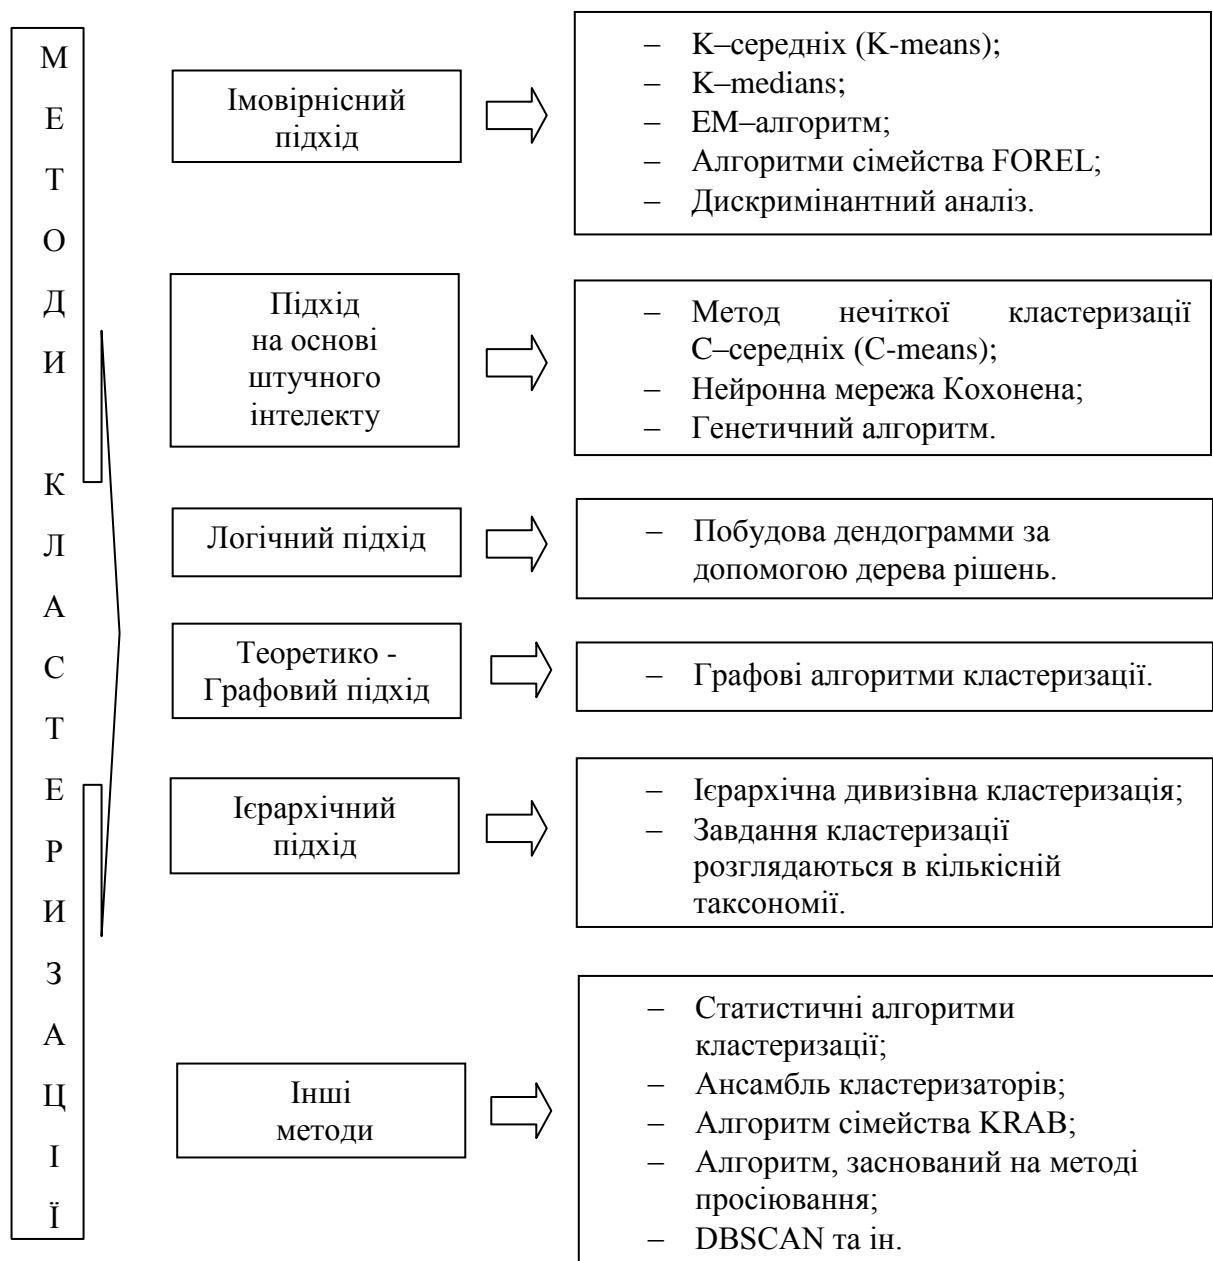 МЕТОДИ КЛАСТЕРИЗАЦІЇ
Імовірнісний
підхід
– К–середніх (K-means);
– K–medians;
– EM–алгоритм;
– Алгоритми сімейства FOREL;
– Дискримінантний аналіз.
Підхід
на основі
штучного
інтелекту
– Метод нечіткої кластеризації
С–середніх (C-means);
– Нейронна мережа Кохонена;
– Генетичний алгоритм.
Логічний підхід
– Побудова дендограмми за
допомогою дерева рішень.
Теоретико -
Графовий підхід
– Графові алгоритми кластеризації.
Ієрархічний
підхід
– Ієрархічна дивизівна кластеризація;
– Завдання кластеризації
розглядаються в кількісній
таксономії.
Інші
методи
– Статистичні алгоритми
кластеризації;
– Ансамбль кластеризаторів;
– Алгоритм сімейства KRAB;
– Алгоритм, заснований на методі
просіювання;
– DBSCAN та ін.